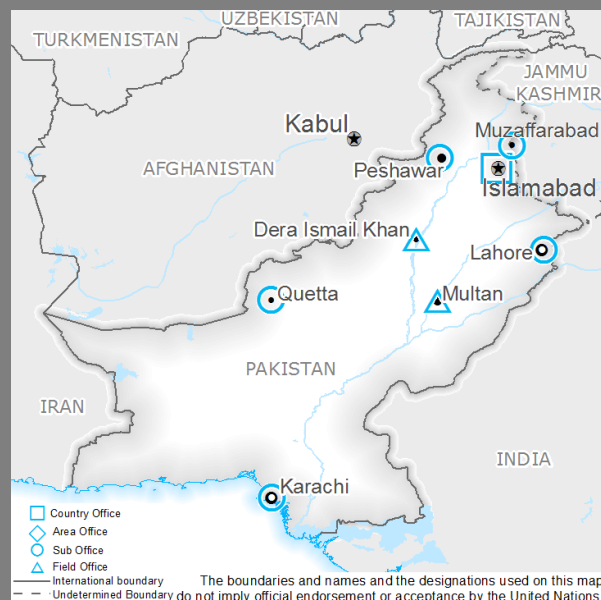 UZBEKISTAN
TAJIKISTAN
TURKMENISTAN
JAMMU
KASHMIR
Kabul
Muzaffarabad
AFGHANISTAN
Peshawar
Islamabad
Dera Ismail Khan
Lahore
Quetta
Multan
PAKISTAN
IRAN
INDIA
Karachi
Country Office
Area Office
Sub Office
Field Office
International boundary
The boundaries and names and the designations used on this map
Undetermined Boundary
do not imply official endorsement or acceptance by the United Nations